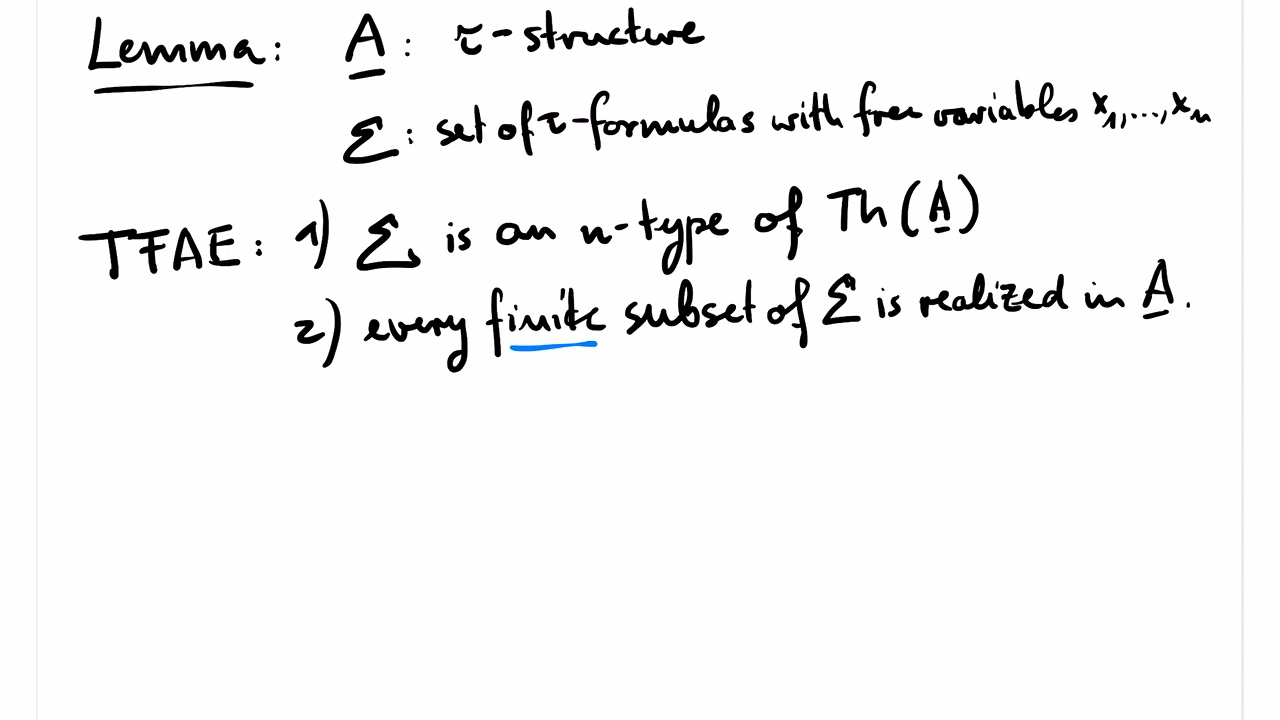 Lemma: A: τ-structure
Σ: set of τ-formulas with free variables x₁,...,xₙ
TFAE: 1) Σ is an n-type of Th(A)
2) every finite subset of Σ is realized in A.